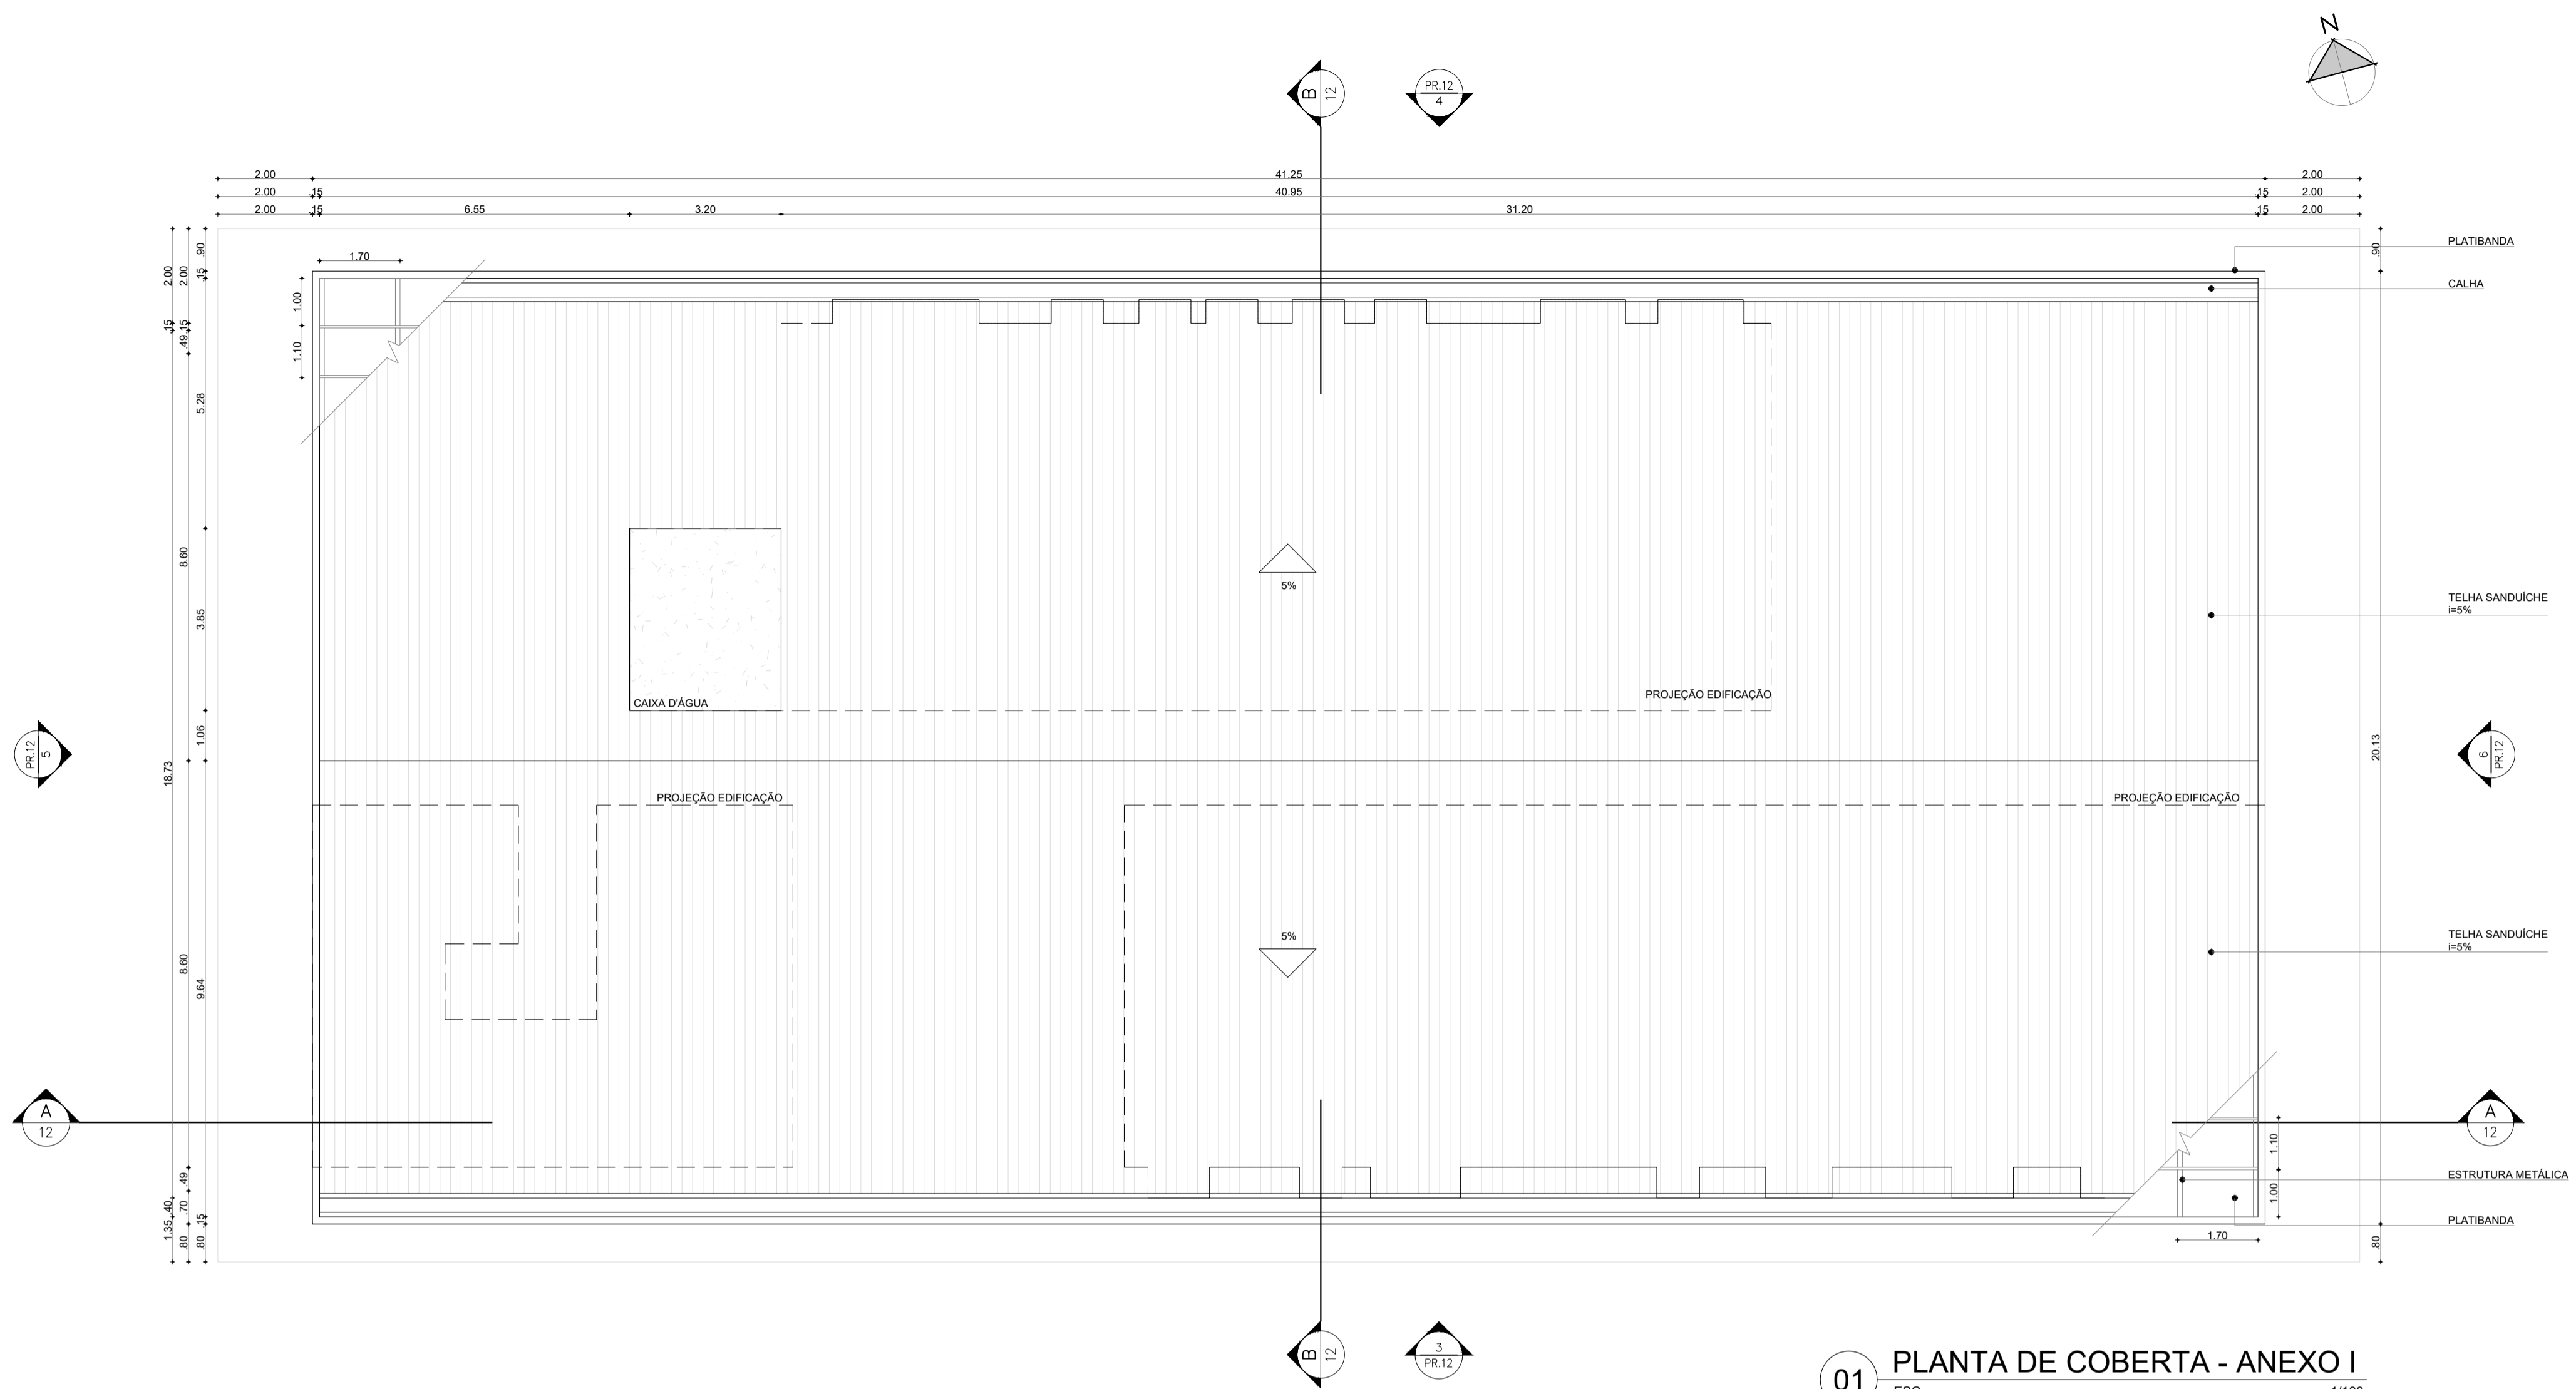 N
B
12
PR.12
4
2.00
41.25
2.00
2.00
.15
40.95
.15
2.00
2.00
.15
6.55
3.20
31.20
.15
2.00
2.00
2.00
.90
.15
.90
PLATIBANDA
1.70
CALHA
1.00
.15
.15
.49
1.10
5.28
8.60
5%
TELHA SANDUÍCHE
i=5%
3.85
CAIXA D'ÁGUA
PROJEÇÃO EDIFICAÇÃO
1.06
PR.12
5
18.73
20.13
6
PR.12
PROJEÇÃO EDIFICAÇÃO
PROJEÇÃO EDIFICAÇÃO
5%
TELHA SANDUÍCHE
i=5%
8.60
9.64
A
12
A
12
1.10
.49
ESTRUTURA METÁLICA
1.00
.40
.70
.15
PLATIBANDA
1.35
.80
.80
1.70
.80
B
12
3
PR.12
01
PLANTA DE COBERTA - ANEXO I